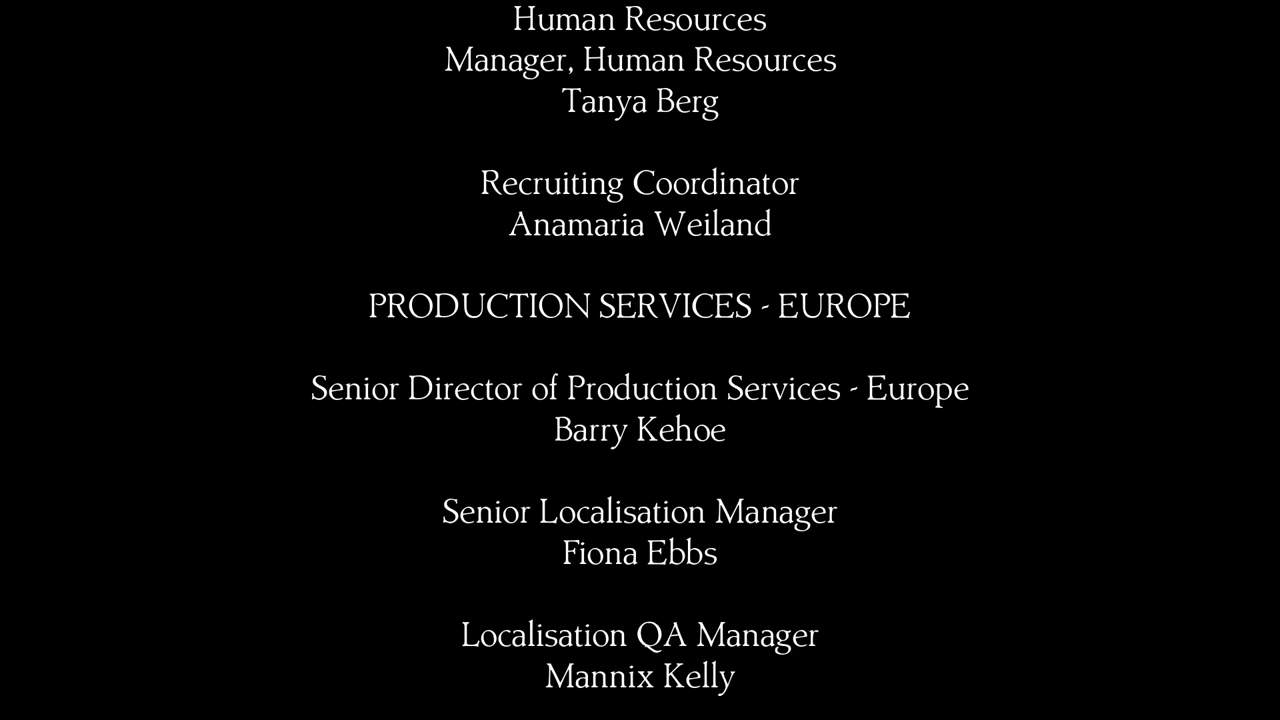 Human Resources
Manager, Human Resources
Tanya Berg
Recruiting Coordinator
Anamaria Weiland
PRODUCTION SERVICES - EUROPE
Senior Director of Production Services - Europe
Barry Kehoe
Senior Localisation Manager
Fiona Ebbs
Localisation QA Manager
Mannix Kelly